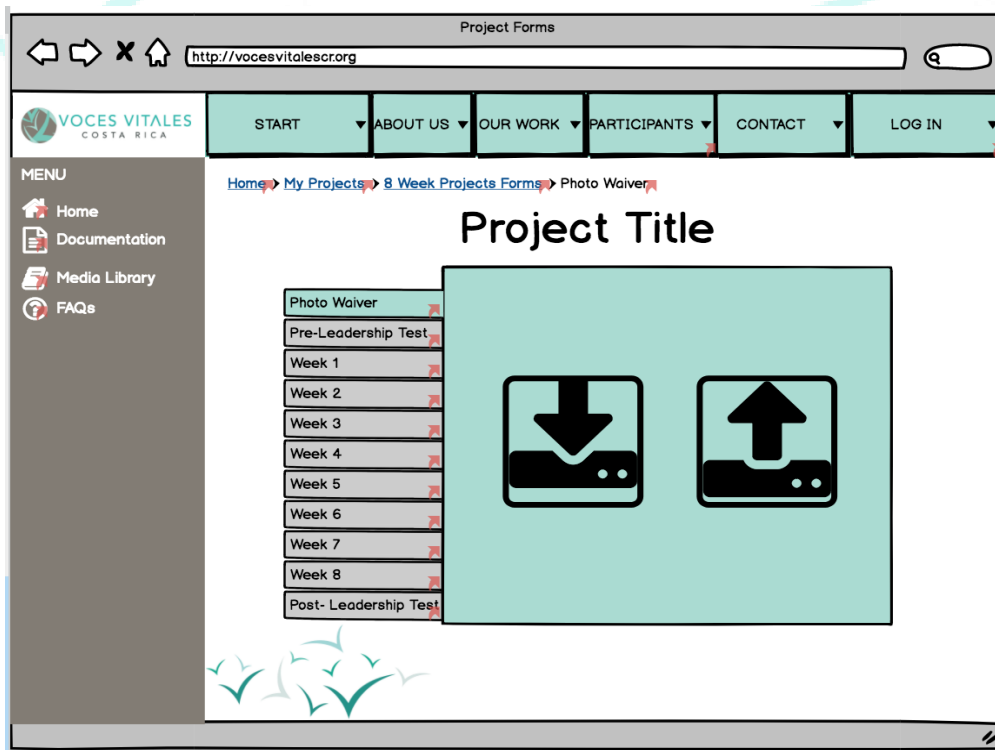 Project Forms
http://vocesvitalescr.org
VOCES VITALES
COSTA RICA
START ABOUT US OUR WORK PARTICIPANTS CONTACT LOG IN
MENU
Home
Documentation
Media Library
FAQs
Home > My Projects > 8 Week Projects Forms > Photo Waiver
Project Title
Photo Waiver
Pre-Leadership Test
Week 1
Week 2
Week 3
Week 4
Week 5
Week 6
Week 7
Week 8
Post- Leadership Test